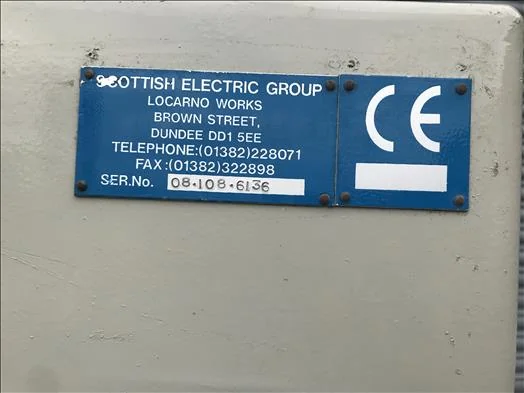 SCOTTISH ELECTRIC GROUP
LOCARNO WORKS
BROWN STREET,
DUNDEE DD1 5EE
TELEPHONE:(01382)228071
FAX:(01382)322898
SER.No. 08·108·6136
CE